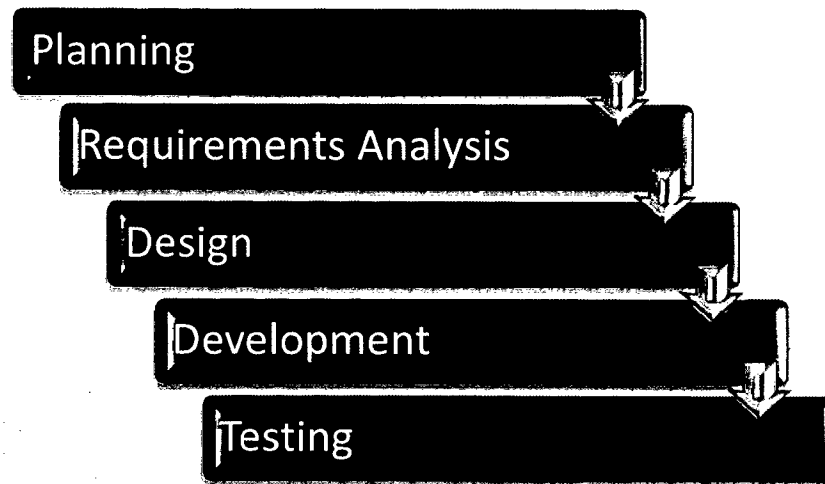 Planning
Requirements Analysis
Design
Development
Testing